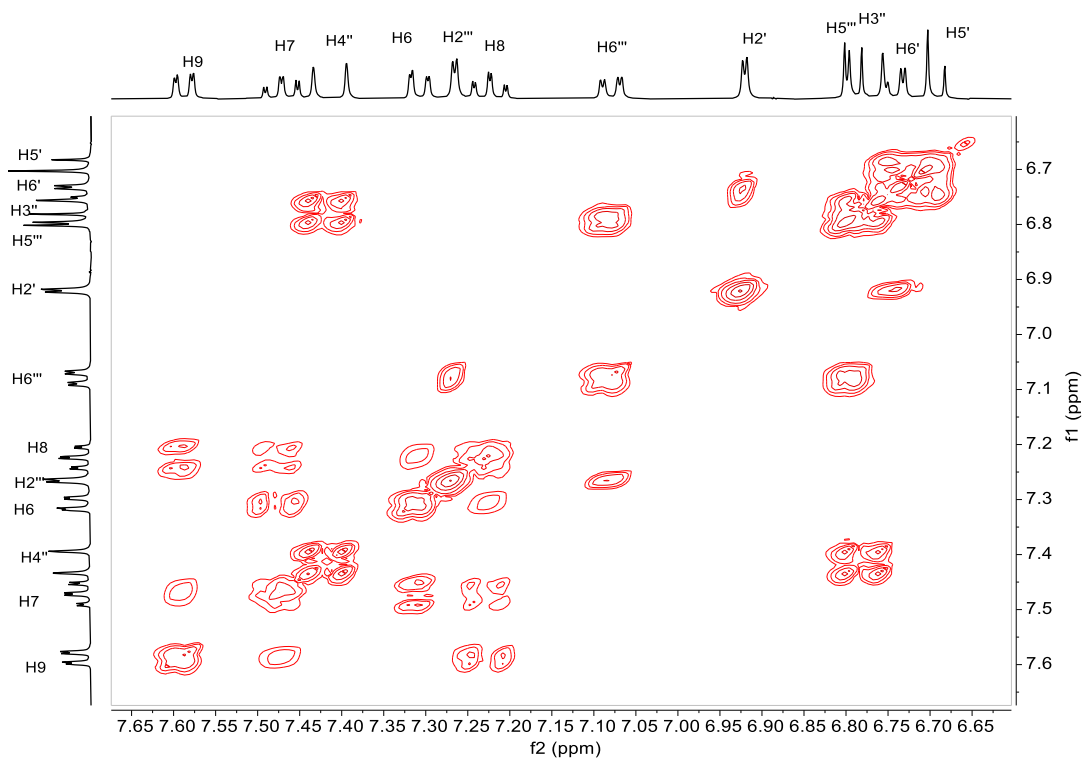 H9
H7
H4''
H6
H2'''
H8
H6'''
H2'
H5'''
H3''
H6'
H5'
H5'
H6'
H3''
H5'''
H2'
H6'''
H8
H2'''
H6
H4''
H7
H9
6.7
6.8
6.9
7.0
7.1
7.2
7.3
7.4
7.5
7.6
f1 (ppm)
7.65 7.60 7.55 7.50 7.45 7.40 7.35 7.30 7.25 7.20 7.15 7.10 7.05 7.00 6.95 6.90 6.85 6.80 6.75 6.70 6.65
f2 (ppm)